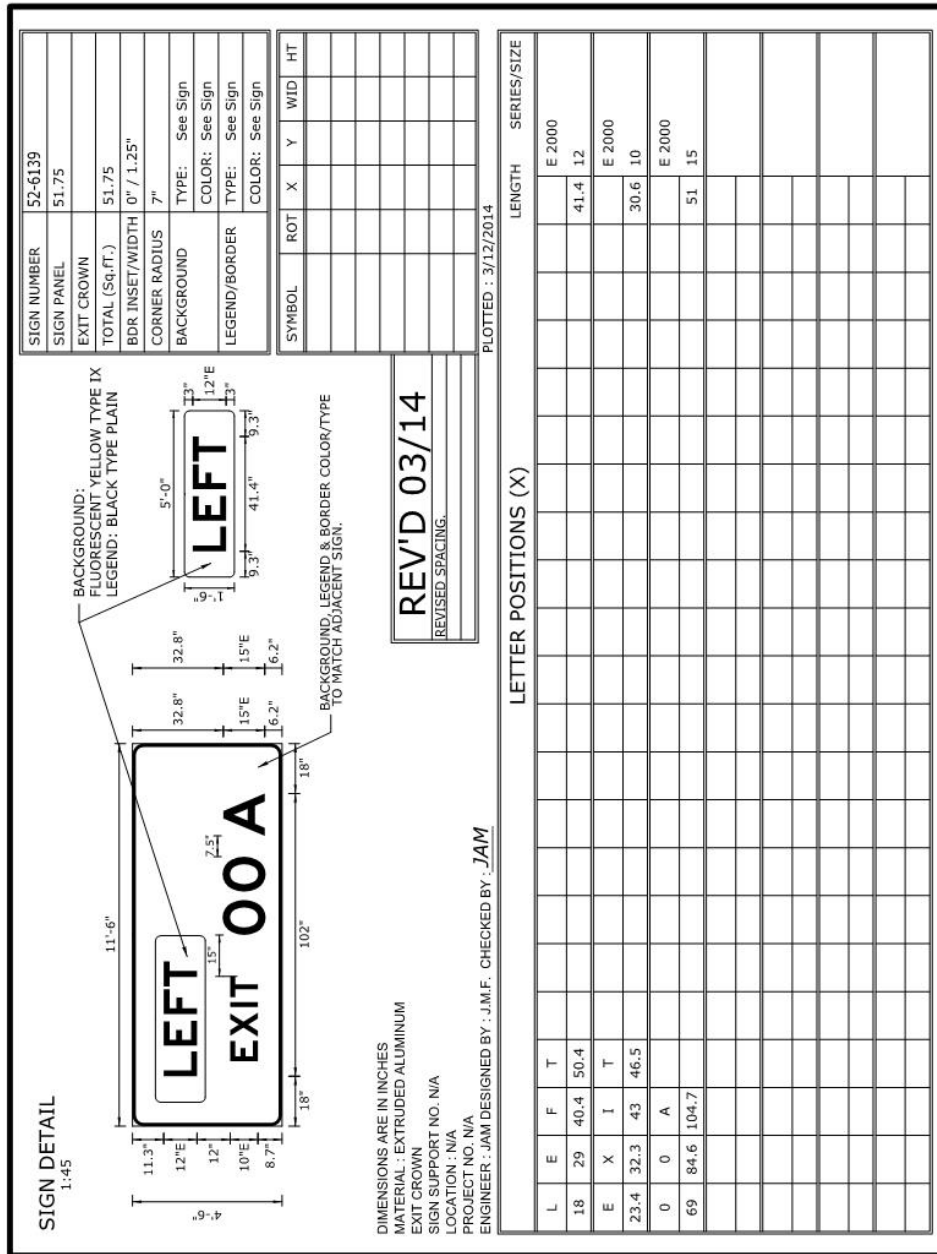 SIGN DETAIL
1:45
11'-6"
4'-6"
11.3"
12"E
12"
10"E
8.7"
LEFT
15"
EXIT 00 A
7.5"
18"
102"
18"
32.8"
15"E
6.2"
32.8"
15"E
6.2"
BACKGROUND:
FLUORESCENT YELLOW TYPE IX
LEGEND: BLACK TYPE PLAIN
5'-0"
1'-6"
LEFT
3"
12"E
3"
9.3"
41.4"
9.3"
BACKGROUND, LEGEND & BORDER COLOR/TYPE
TO MATCH ADJACENT SIGN.
SIGN NUMBER 52-6139
SIGN PANEL 51.75
EXIT CROWN
TOTAL (Sq.fT.) 51.75
BDR INSET/WIDTH 0" / 1.25"
CORNER RADIUS 7"
BACKGROUND TYPE: See Sign
COLOR: See Sign
LEGEND/BORDER TYPE: See Sign
COLOR: See Sign
SYMBOL ROT X Y WID HT
DIMENSIONS ARE IN INCHES
MATERIAL : EXTRUDED ALUMINUM
EXIT CROWN
SIGN SUPPORT NO. N/A
LOCATION : N/A
PROJECT NO. N/A
ENGINEER : JAM DESIGNED BY : J.M.F. CHECKED BY : JAM
REV'D 03/14
REVISED SPACING.
PLOTTED : 3/12/2014
LETTER POSITIONS (X) LENGTH SERIES/SIZE
L E F T E 2000
18 29 40.4 50.4 41.4 12
E X I T E 2000
23.4 32.3 43 46.5 30.6 10
0 0 A E 2000
69 84.6 104.7 51 15